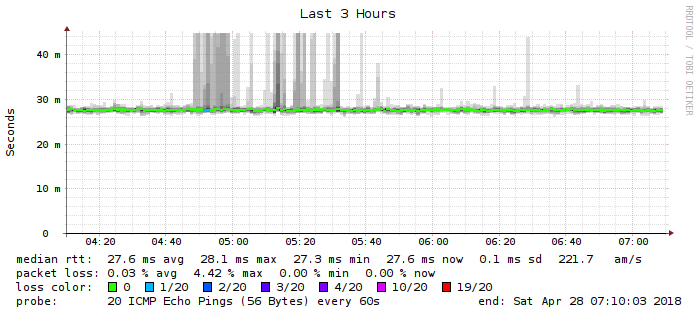 Last 3 Hours
RRDTOOL / TOBI OETIKER
Seconds
40 m
30 m
20 m
10 m
0
04:20 04:40 05:00 05:20 05:40 06:00 06:20 06:40 07:00
median rtt: 27.6 ms avg 28.1 ms max 27.3 ms min 27.6 ms now 0.1 ms sd 221.7 am/s
packet loss: 0.03 % avg 4.42 % max 0.00 % min 0.00 % now
loss color: 0 1/20 2/20 3/20 4/20 10/20 19/20
probe: 20 ICMP Echo Pings (56 Bytes) every 60s end: Sat Apr 28 07:10:03 2018